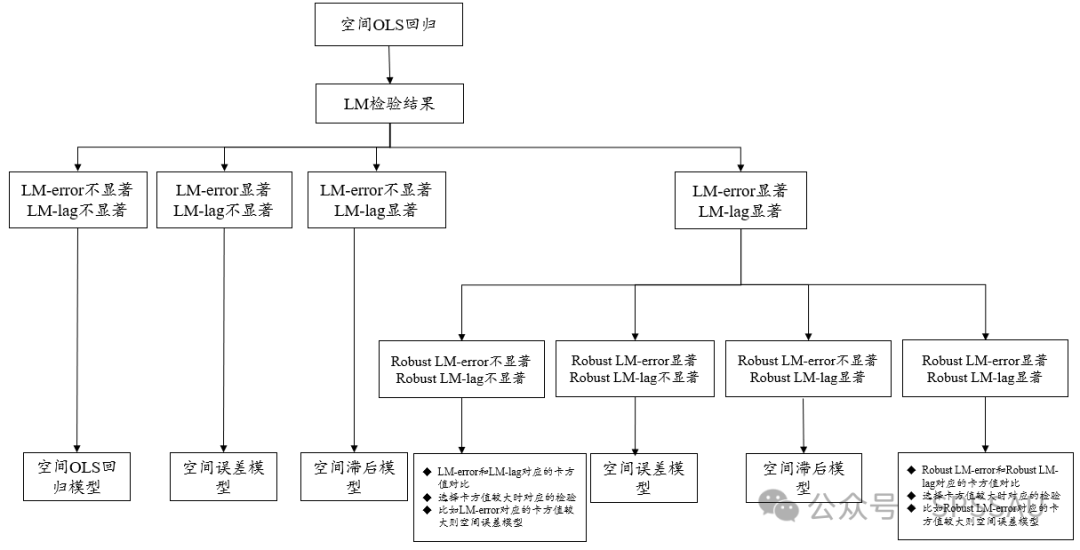 空间OLS回归
LM检验结果
LM-error不显著
LM-lag不显著
LM-error显著
LM-lag不显著
LM-error不显著
LM-lag显著
LM-error显著
LM-lag显著
Robust LM-error不显著
Robust LM-lag不显著
Robust LM-error显著
Robust LM-lag不显著
Robust LM-error不显著
Robust LM-lag显著
Robust LM-error显著
Robust LM-lag显著
空间OLS回
归模型
空间误差模
型
空间滞后模
型
◆ LM-error和LM-lag对应的卡方
值对比
◆ 选择卡方值较大时对应的检验
◆ 比如LM-error对应的卡方值较
大则空间误差模型
空间误差模
型
空间滞后模
型
◆ Robust LM-error和Robust LM-
lag对应的卡方值对比
◆ 选择卡方值较大时对应的检验
◆ 比如Robust LM-error对应的卡
方值较大则空间误差模型
公众号 · SPSSAU